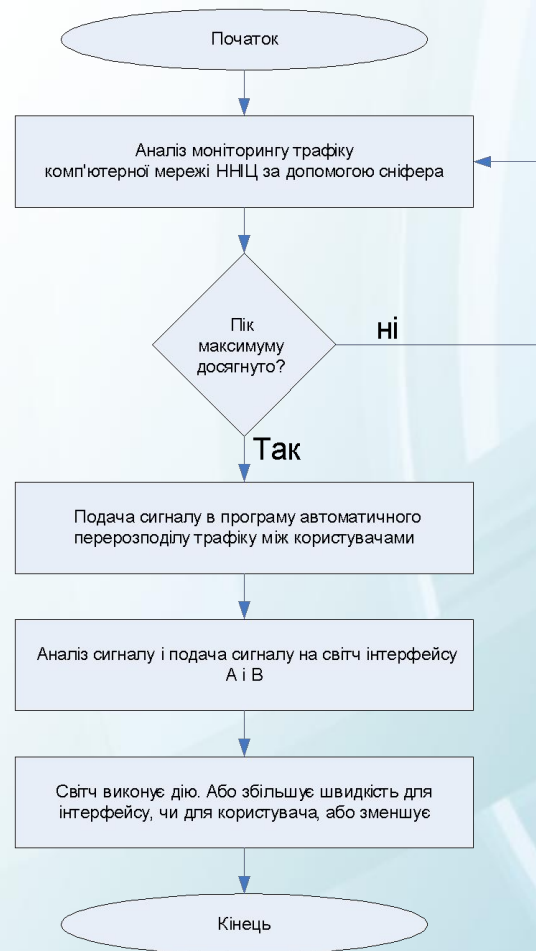 Початок
Аналіз моніторингу трафіку
комп'ютерної мережі ННІЦ за допомогою сніфера
Пік
максимуму
досягнуто?
ні
Так
Подача сигналу в програму автоматичного
перерозподілу трафіку між користувачами
Аналіз сигналу і подача сигналу на світч інтерфейсу
А і В
Світч виконує дію. Або збільшує швидкість для
інтерфейсу, чи для користувача, або зменшує
Кінець